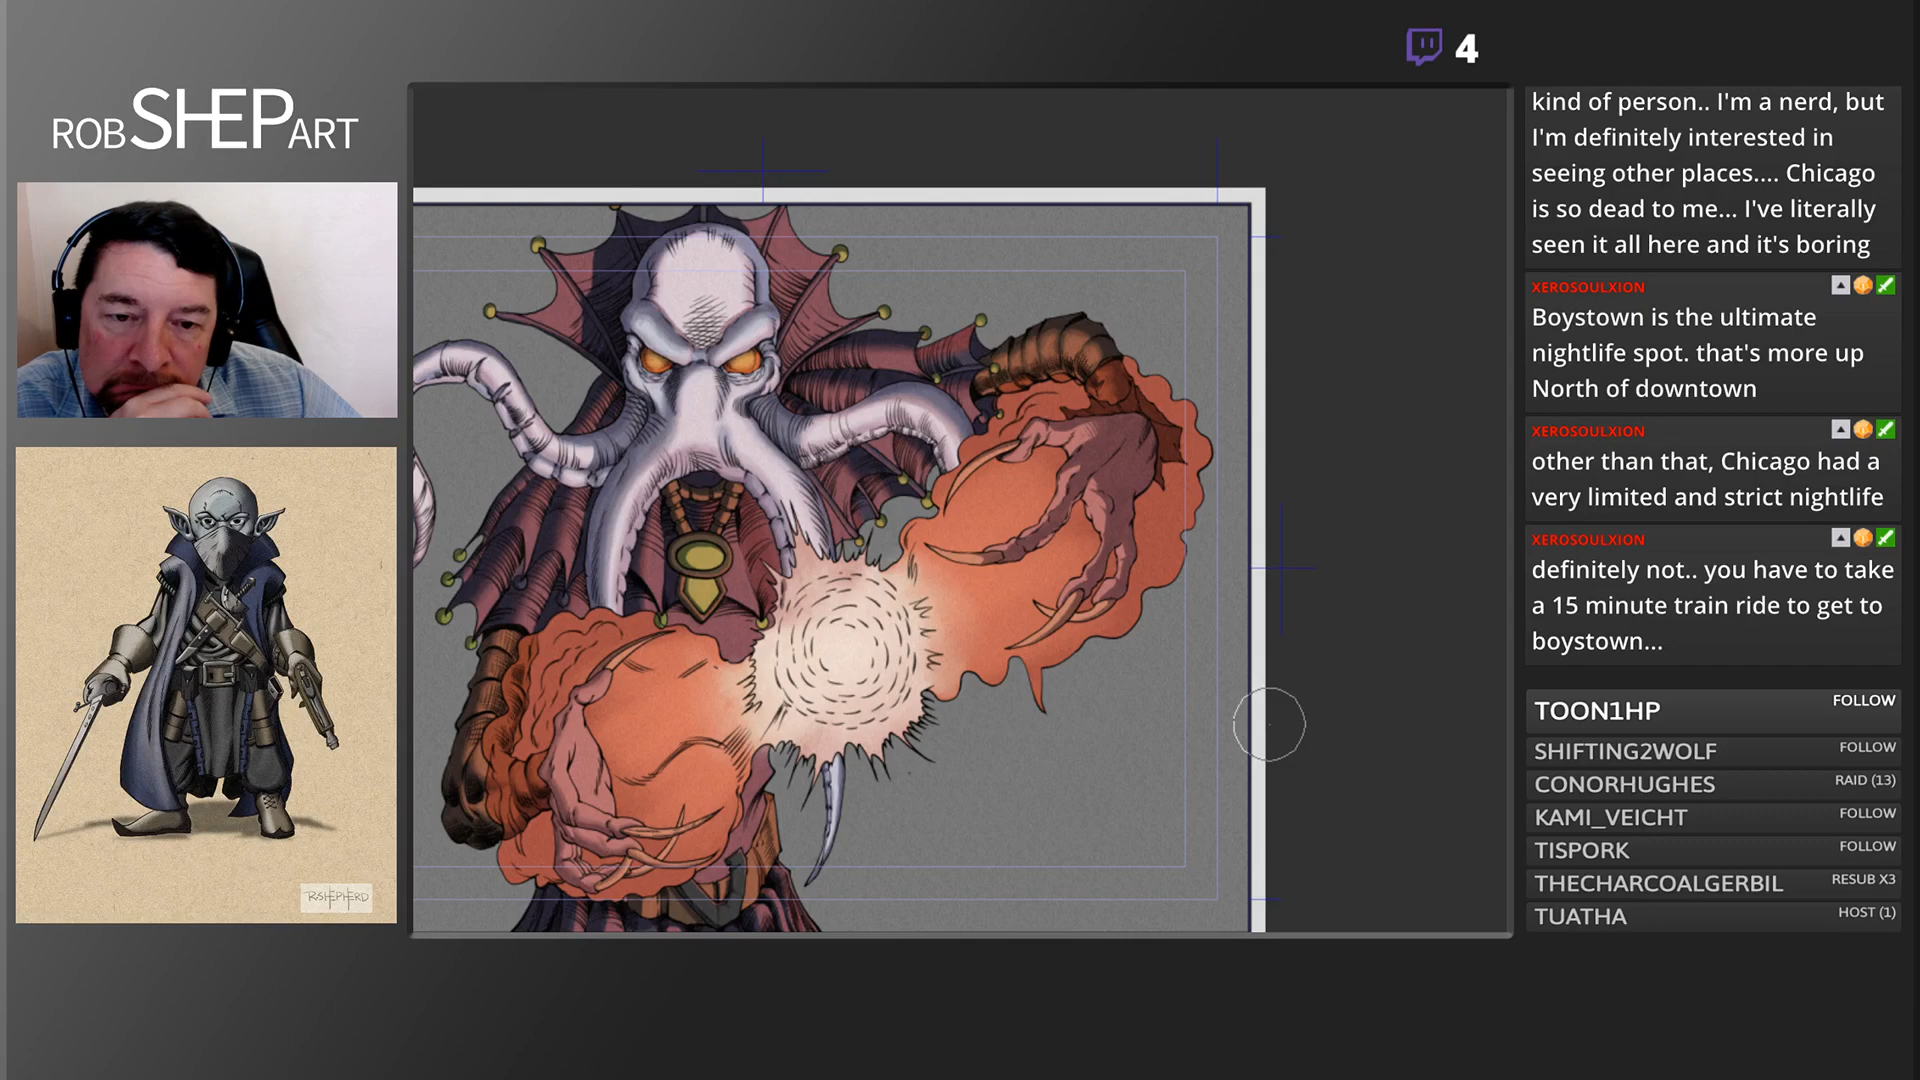 4
ROBSHEPART
kind of person.. I'm a nerd, but
I'm definitely interested in
seeing other places.... Chicago
is so dead to me... I've literally
seen it all here and it's boring
XEROSOULXION
Boystown is the ultimate
nightlife spot. that's more up
North of downtown
XEROSOULXION
other than that, Chicago had a
very limited and strict nightlife
XEROSOULXION
definitely not.. you have to take
a 15 minute train ride to get to
boystown...
TOON1HP FOLLOW
SHIFTING2WOLF FOLLOW
CONORHUGHES RAID (13)
KAMI_VEICHT FOLLOW
TISPORK FOLLOW
THECHARCOALGERBIL RESUB X3
TUATHA HOST (1)
RSHEPHERD